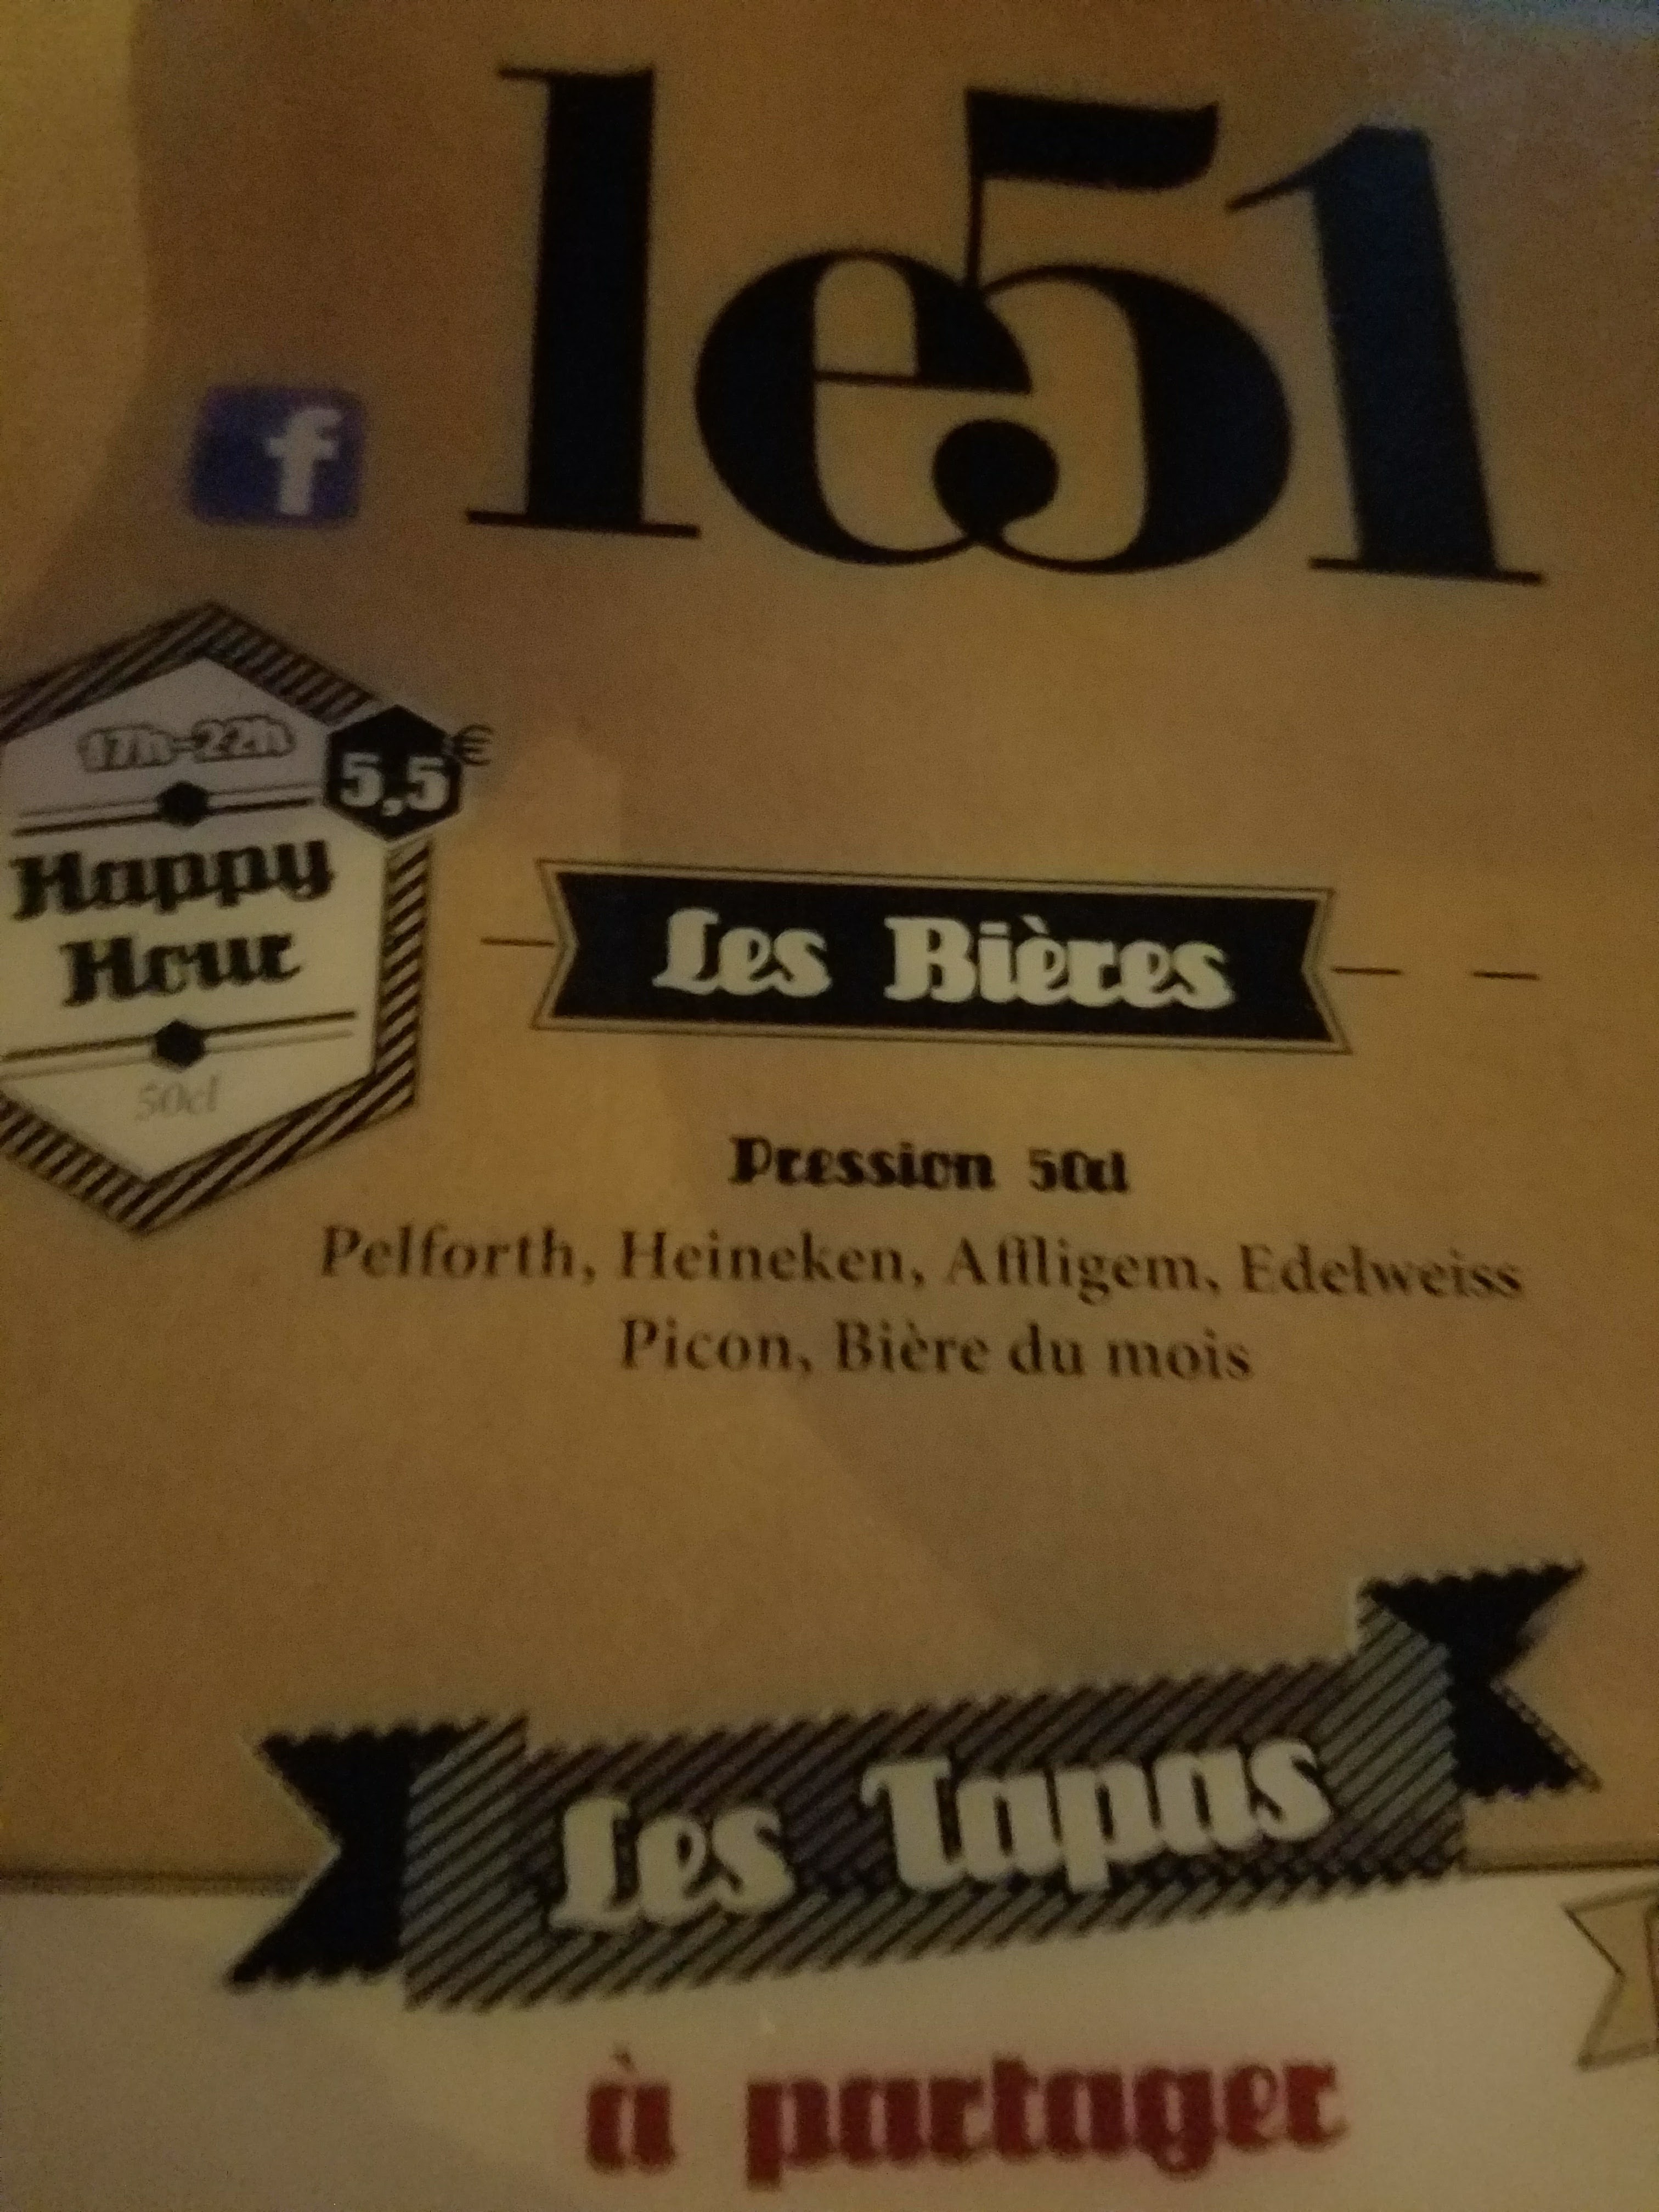 le51
f
17h-22h
5,5€
Happy
Hour
50cl
Les Bières
Pression 50cl
Pelforth, Heineken, Affligem, Edelweiss
Picon, Bière du mois
Les Tapas
à partager